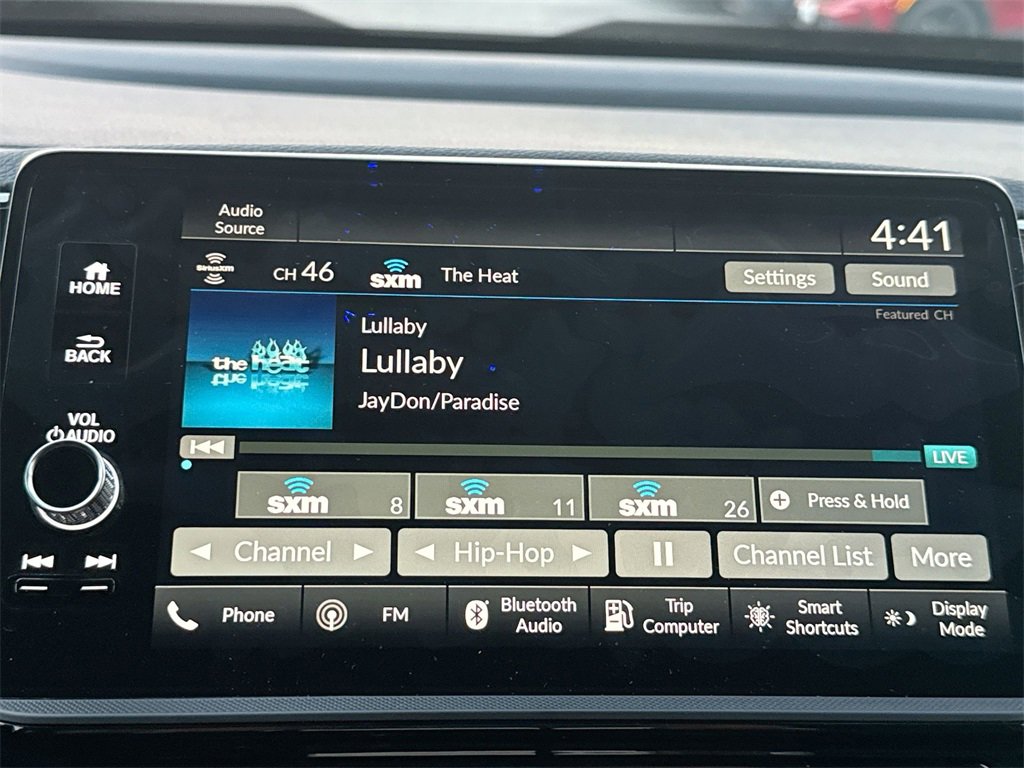 Audio
Source
4:41
HOME
SiriusXM
CH 46
sxm
The Heat
Settings
Sound
Featured CH
BACK
the heat
Lullaby
Lullaby
JayDon/Paradise
VOL
AUDIO
LIVE
sxm 8
sxm 11
sxm 26
Press & Hold
Channel
Hip-Hop
Channel List
More
Phone
FM
Bluetooth
Audio
Trip
Computer
Smart
Shortcuts
Display
Mode